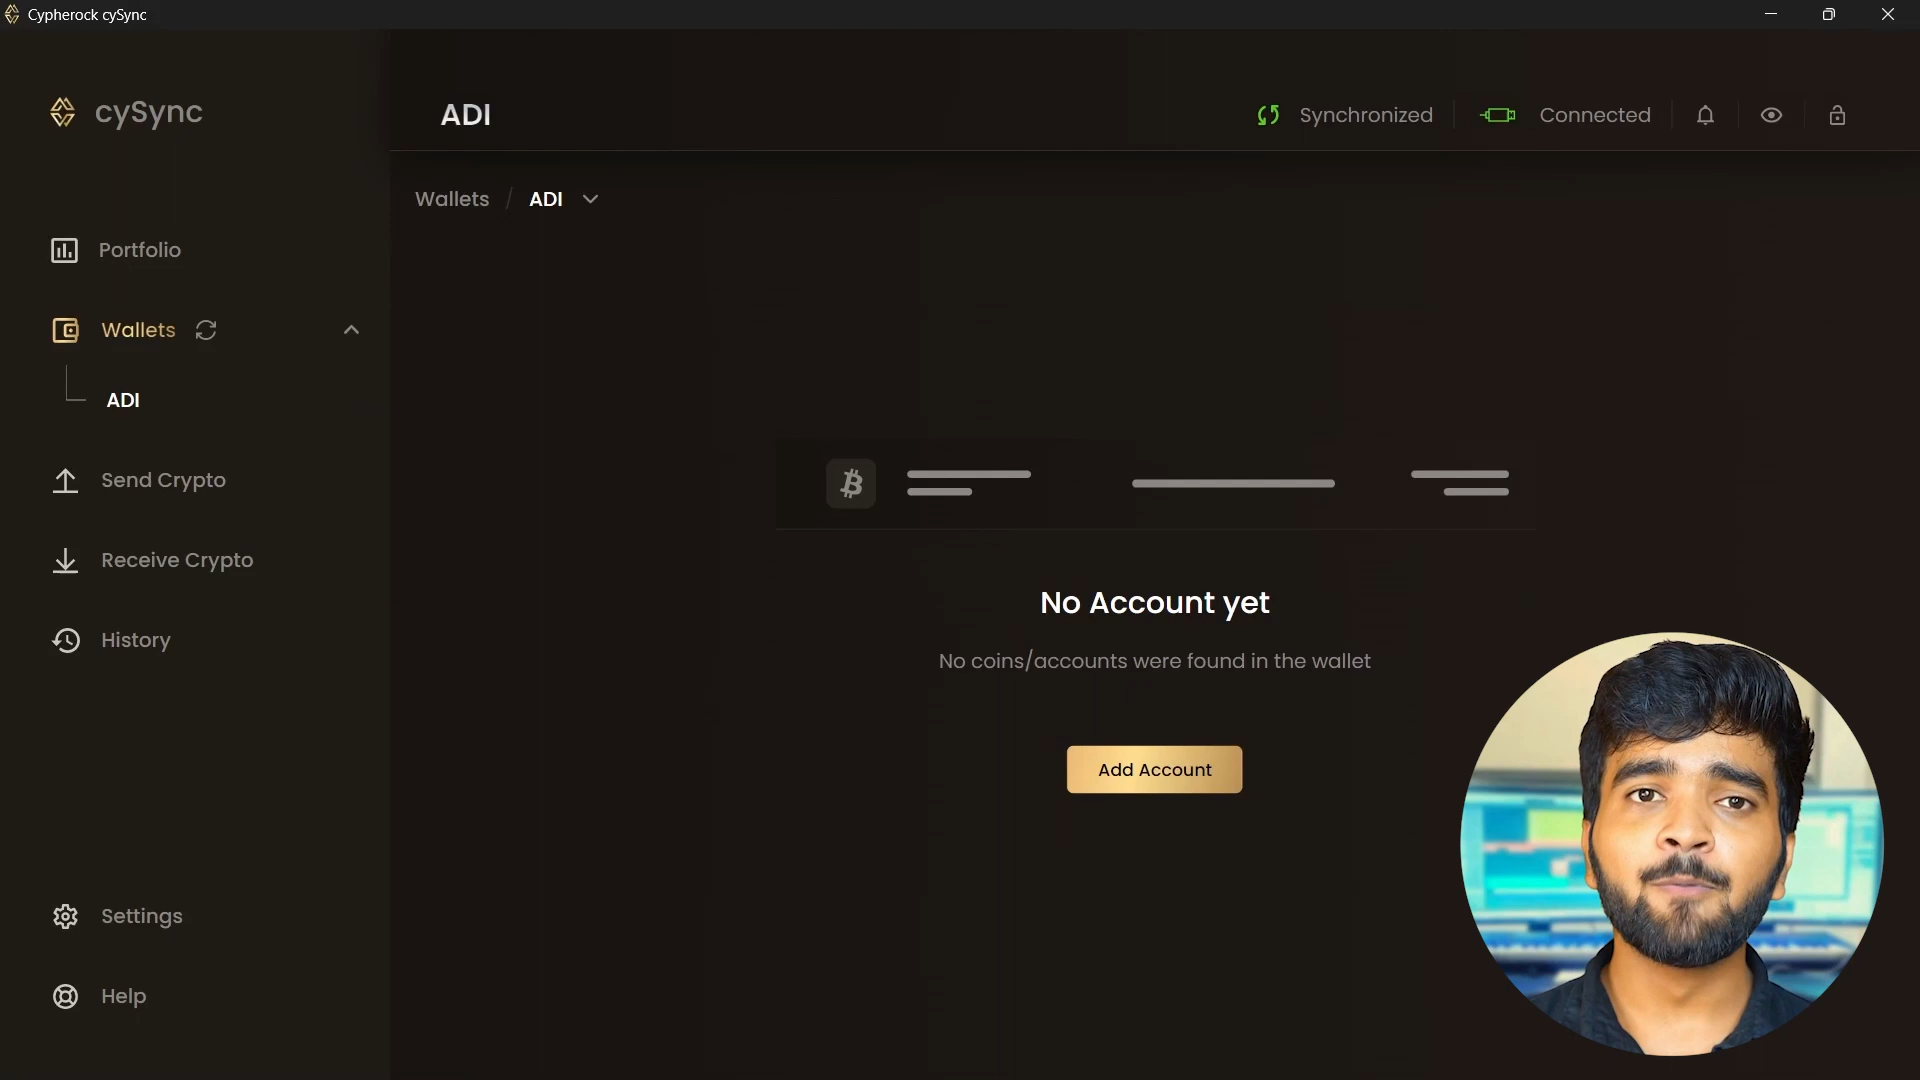 Cypherock cySync
cySync
ADI
Synchronized
Connected
Wallets / ADI
Portfolio
Wallets
ADI
Send Crypto
Receive Crypto
History
No Account yet
No coins/accounts were found in the wallet
Add Account
Settings
Help